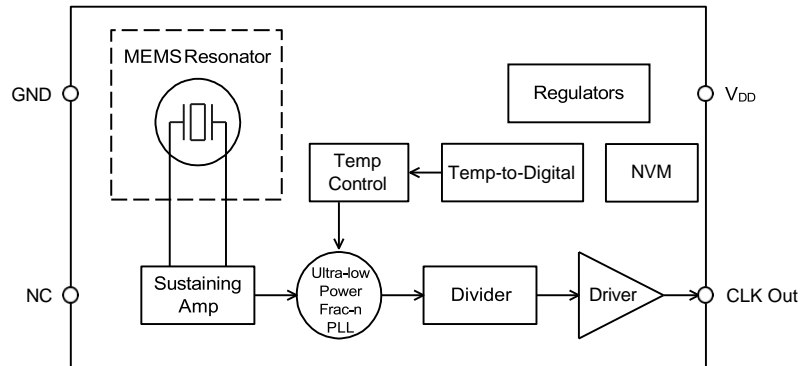 MEMS Resonator
GND
Regulators
VDD
Temp
Control
Temp-to-Digital
NVM
NC
Sustaining
Amp
Ultra-low
Power
Frac-n
PLL
Divider
Driver
CLK Out